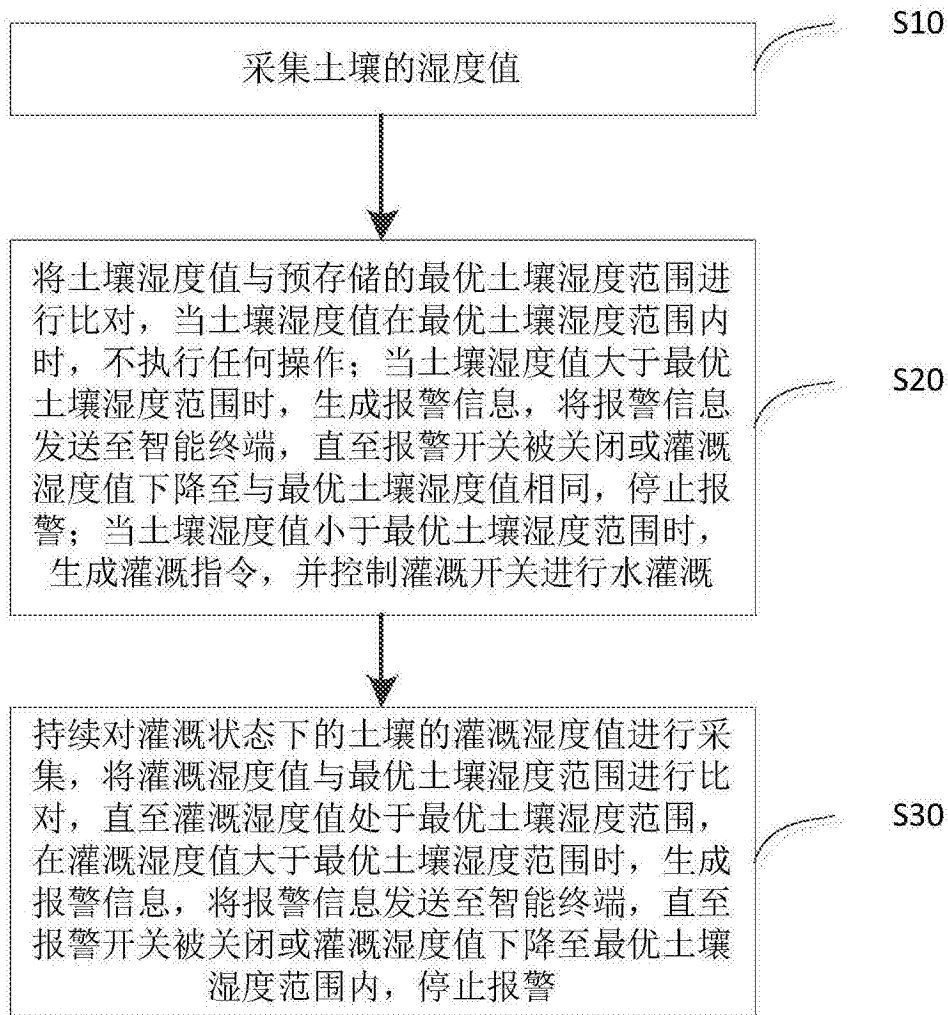 S10
采集土壤的湿度值
将土壤湿度值与预存储的最优土壤湿度范围进
行比对，当土壤湿度值在最优土壤湿度范围内
时，不执行任何操作；当土壤湿度值大于最优
土壤湿度范围时，生成报警信息，将报警信息
发送至智能终端，直至报警开关被关闭或灌溉
湿度值下降至与最优土壤湿度值相同，停止报
警；当土壤湿度值小于最优土壤湿度范围时，
生成灌溉指令，并控制灌溉开关进行水灌溉
S20
持续对灌溉状态下的土壤的灌溉湿度值进行采
集，将灌溉湿度值与最优土壤湿度范围进行比
对，直至灌溉湿度值处于最优土壤湿度范围，
在灌溉湿度值大于最优土壤湿度范围时，生成
报警信息，将报警信息发送至智能终端，直至
报警开关被关闭或灌溉湿度值下降至最优土壤
湿度范围内，停止报警
S30